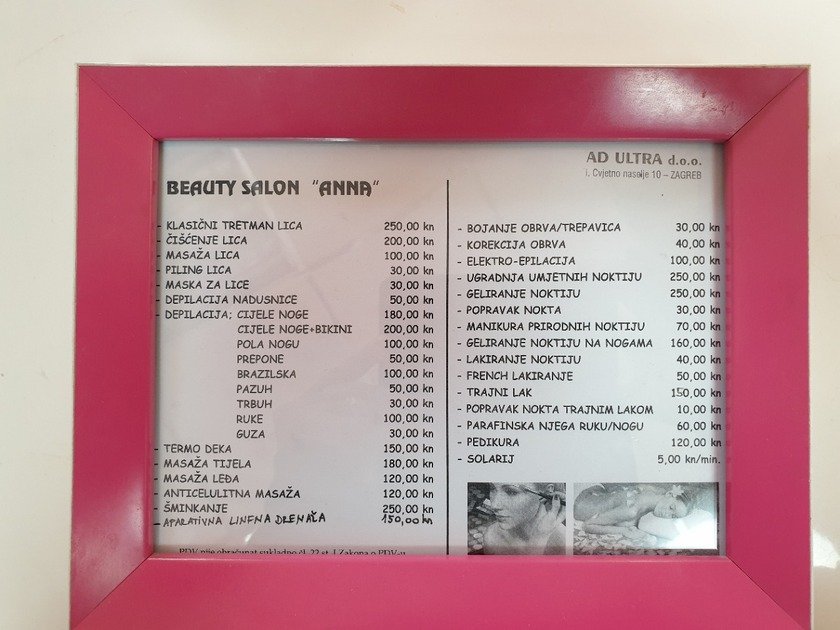 AD ULTRA d.o.o.
i, Cvjetno naselje 10 – ZAGREB
BEAUTY SALON "ANNA"
- KLASIČNI TRETMAN LICA 250,00 kn
- ČIŠĆENJE LICA 200,00 kn
- MASAŽA LICA 100,00 kn
- PILING LICA 30,00 kn
- MASKA ZA LICE 30,00 kn
- DEPILACIJA NADUSNICE 50,00 kn
- DEPILACIJA; CIJELE NOGE 180,00 kn
CIJELE NOGE+BIKINI 200,00 kn
POLA NOGU 100,00 kn
PREPONE 50,00 kn
BRAZILSKA 100,00 kn
PAZUH 50,00 kn
TRBUH 30,00 kn
RUKE 100,00 kn
GUZA 30,00 kn
- TERMO DEKA 150,00 kn
- MASAŽA TIJELA 180,00 kn
- MASAŽA LEĐA 120,00 kn
- ANTICELULITNA MASAŽA 120,00 kn
- ŠMINKANJE 250,00 kn
- APARATIVNA LIMFNA DRENAŽA 150,00 kn
PDV nije obračunat sukladno čl. 22 st. 1 Zakona o PDV-u
- BOJANJE OBRVA/TREPAVICA 30,00 kn
- KOREKCIJA OBRVA 40,00 kn
- ELEKTRO-EPILACIJA 100,00 kn
- UGRADNJA UMJETNIH NOKTIJU 250,00 kn
- GELIRANJE NOKTIJU 250,00 kn
- POPRAVAK NOKTA 30,00 kn
- MANIKURA PRIRODNIH NOKTIJU 70,00 kn
- GELIRANJE NOKTIJU NA NOGAMA 160,00 kn
- LAKIRANJE NOKTIJU 40,00 kn
- FRENCH LAKIRANJE 50,00 kn
- TRAJNI LAK 150,00 kn
- POPRAVAK NOKTA TRAJNIM LAKOM 10,00 kn
- PARAFINSKA NJEGA RUKU/NOGU 60,00 kn
- PEDIKURA 120,00 kn
- SOLARIJ 5,00 kn/min.